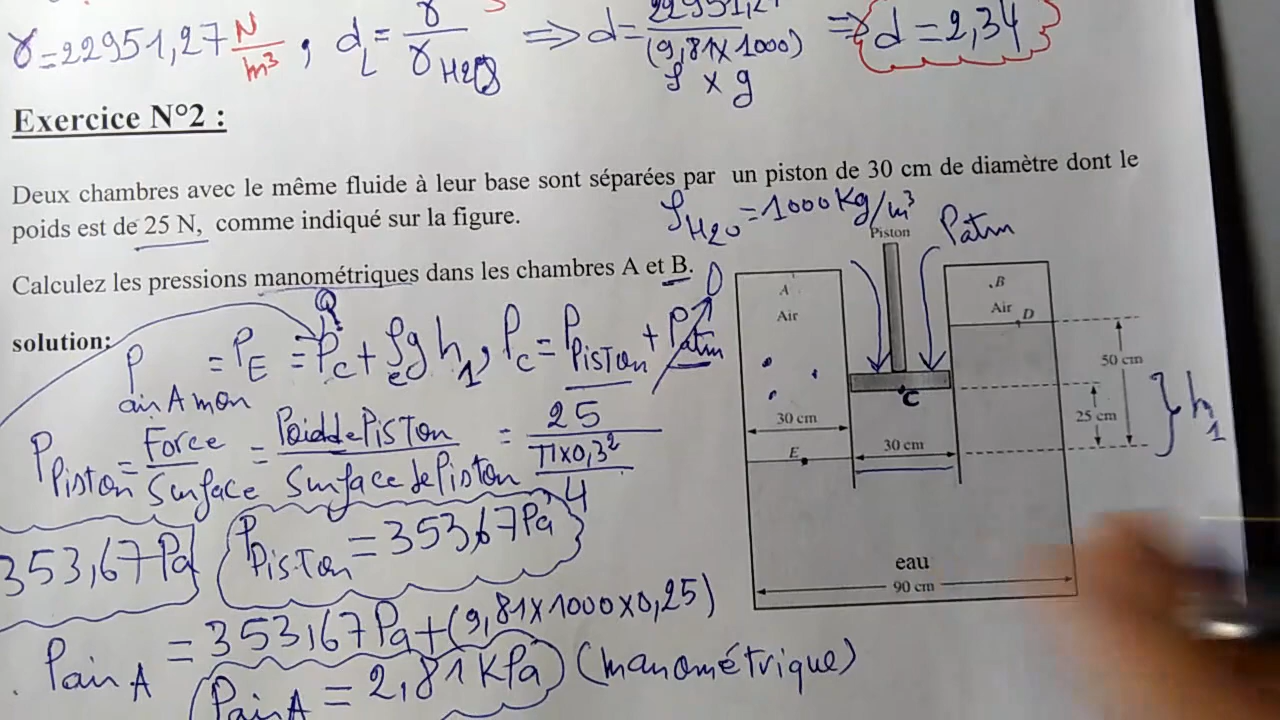 γ=22951,27 N/m³ , d_L = γ/γ_H2O ⟹ d= 22951,27/(9,81×1000) ⟹ d=2,34
ρ × g
Exercice N°2 :
Deux chambres avec le même fluide à leur base sont séparées par un piston de 30 cm de diamètre dont le
poids est de 25 N, comme indiqué sur la figure.
ρ_H2O = 1000 Kg/m³
Calculez les pressions manométriques dans les chambres A et B.
solution:
P_air A man = P_E = P_C + ρ_e g h_1 , P_C = P_PISTON + P_atm
0
P_Piston = Force/Surface = Poid de Piston/Surface de Piston = 25/(π×0,3²/4)
353,67 Pa
P_Piston = 353,67 Pa
P_air A = 353,67 Pa + (9,81×1000×0,25)
P_air A = 2,81 KPa (manométrique)
Piston
Patm
A
Air
B
Air
D
50 cm
C
25 cm
h_1
30 cm
30 cm
E
eau
90 cm